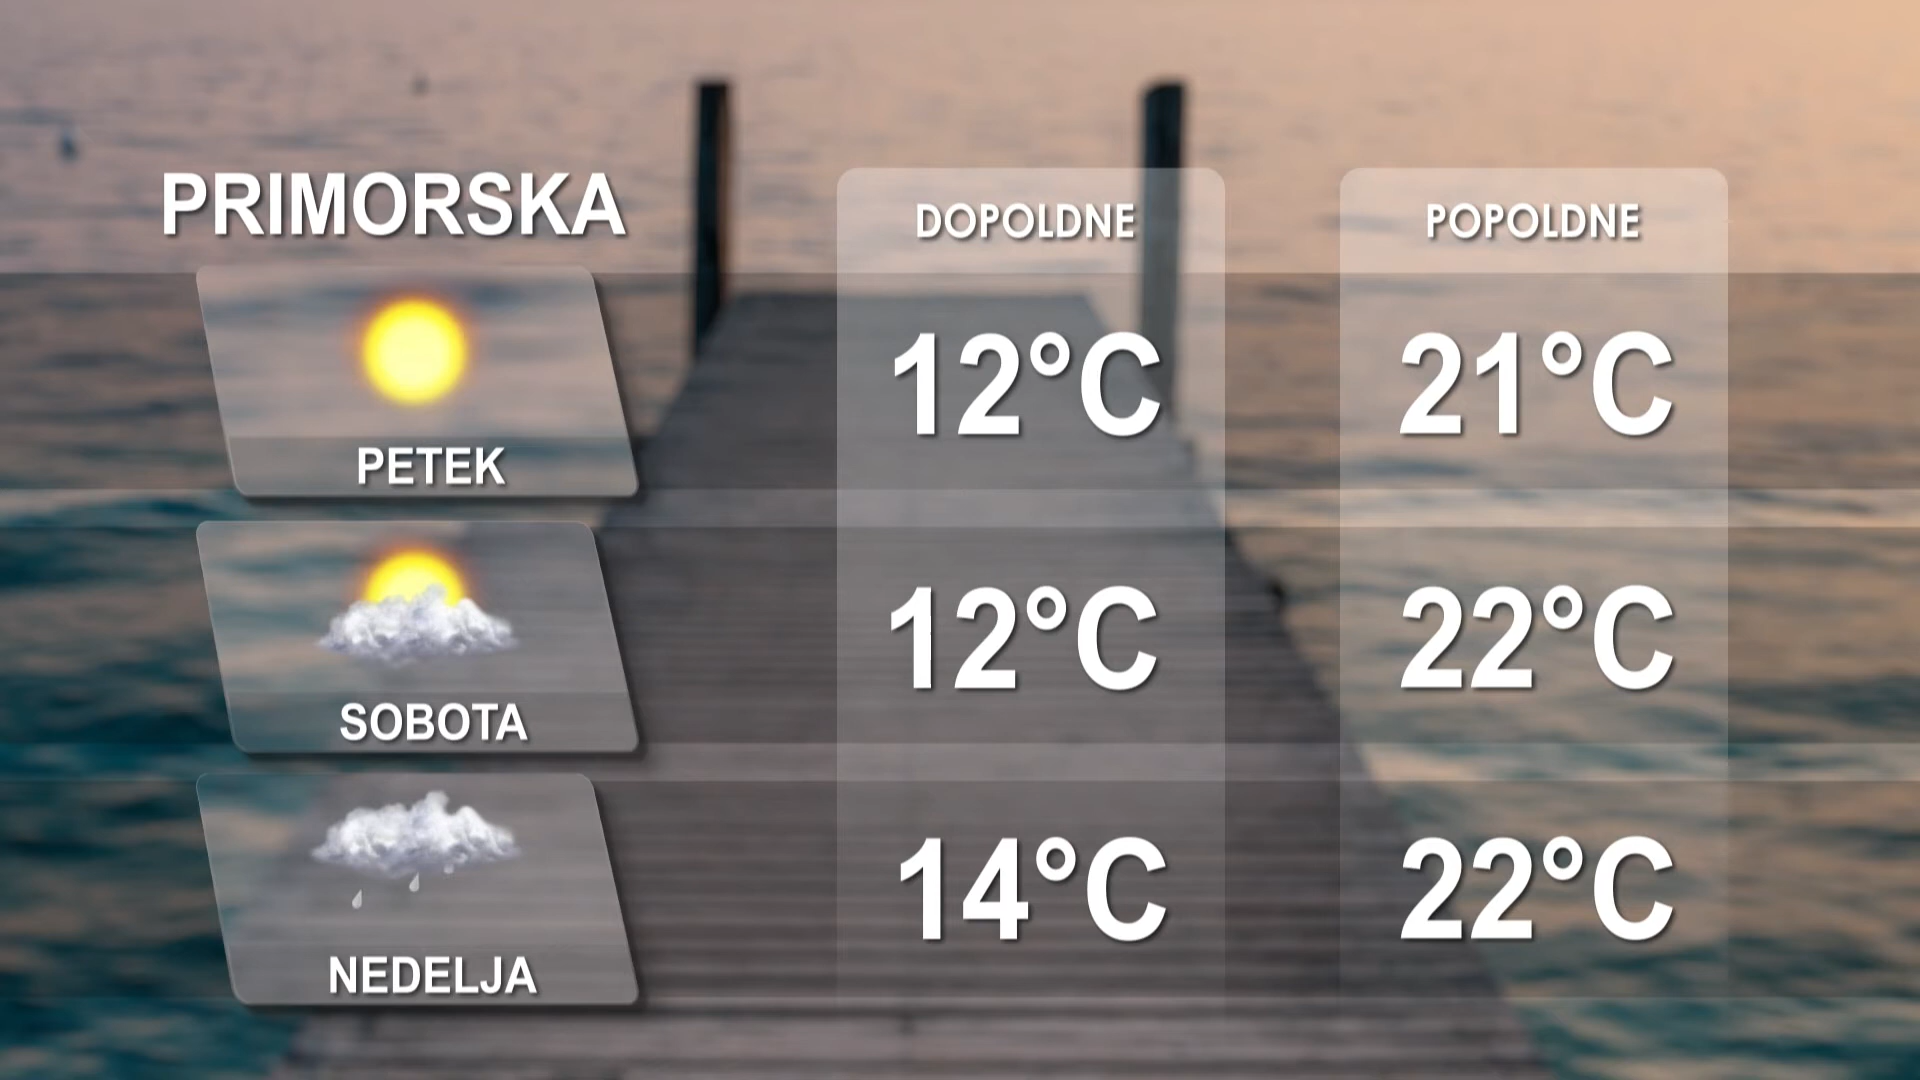 PRIMORSKA
DOPOLDNE
POPOLDNE
PETEK
12°C
21°C
SOBOTA
12°C
22°C
NEDELJA
14°C
22°C